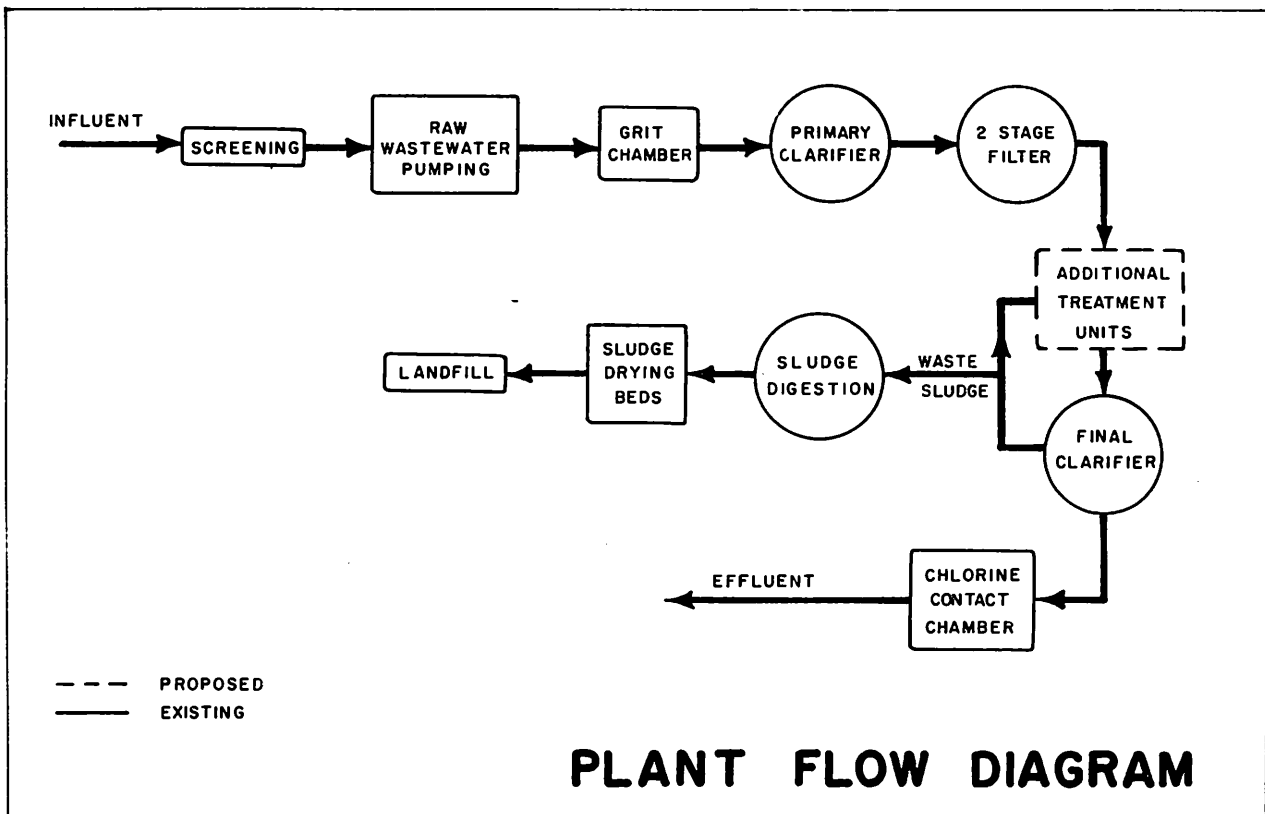 INFLUENT
SCREENING
RAW
WASTEWATER
PUMPING
GRIT
CHAMBER
PRIMARY
CLARIFIER
2 STAGE
FILTER
ADDITIONAL
TREATMENT
UNITS
LANDFILL
SLUDGE
DRYING
BEDS
SLUDGE
DIGESTION
WASTE
SLUDGE
FINAL
CLARIFIER
EFFLUENT
CHLORINE
CONTACT
CHAMBER
PROPOSED
EXISTING
PLANT FLOW DIAGRAM